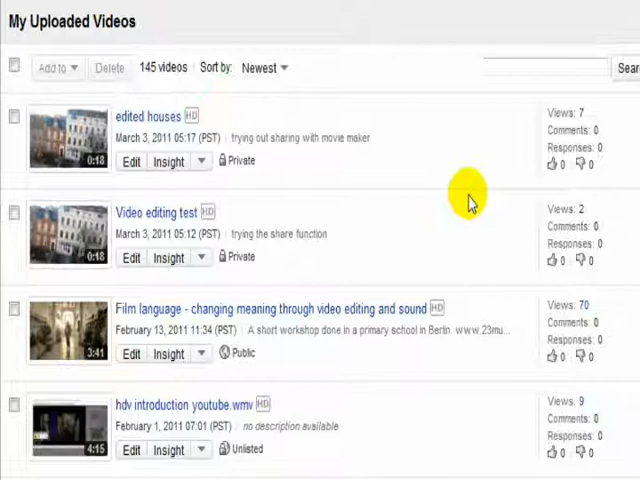 My Uploaded Videos
Add to Delete 145 videos Sort by: Newest
edited houses HD
March 3, 2011 05:17 (PST) trying out sharing with movie maker
0:18
Edit Insight Private
Views: 7
Comments: 0
Responses: 0
0 0
Video editing test HD
March 3, 2011 05:12 (PST) trying the share function
0:18
Edit Insight Private
Views: 2
Comments: 0
Responses: 0
0 0
Film language - changing meaning through video editing and sound HD
February 13, 2011 11:34 (PST) A short workshop done in a primary school in Berlin. www.23mu...
3:41
Edit Insight Public
Views: 70
Comments: 0
Responses: 0
0 0
hdv introduction youtube.wmv HD
February 1, 2011 07:01 (PST) no description available
4:15
Edit Insight Unlisted
Views: 9
Comments: 0
Responses: 0
0 0